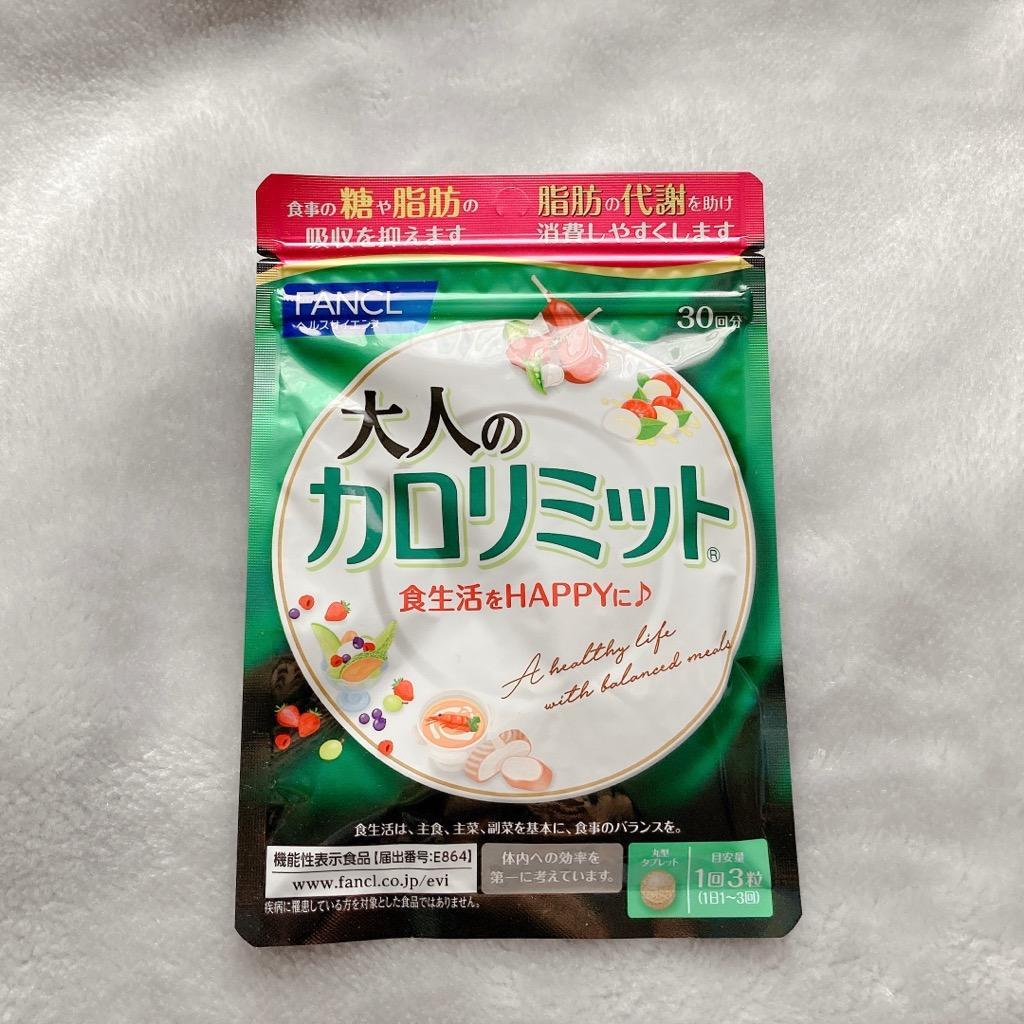 食事の糖や脂肪の
吸収を抑えます
脂肪の代謝を助け
消費しやすくします
FANCL
ヘルスサイエンス
30回分
大人の
カロリミット®
食生活をHAPPYに♪
A healthy life
with balanced meals
食生活は、主食、主菜、副菜を基本に、食事のバランスを。
機能性表示食品【届出番号:E864】
www.fancl.co.jp/evi
疾病に罹患している方を対象とした食品ではありません。
体内への効率を
第一に考えています。
丸型
タブレット
目安量
1回3粒
(1日1~3回)